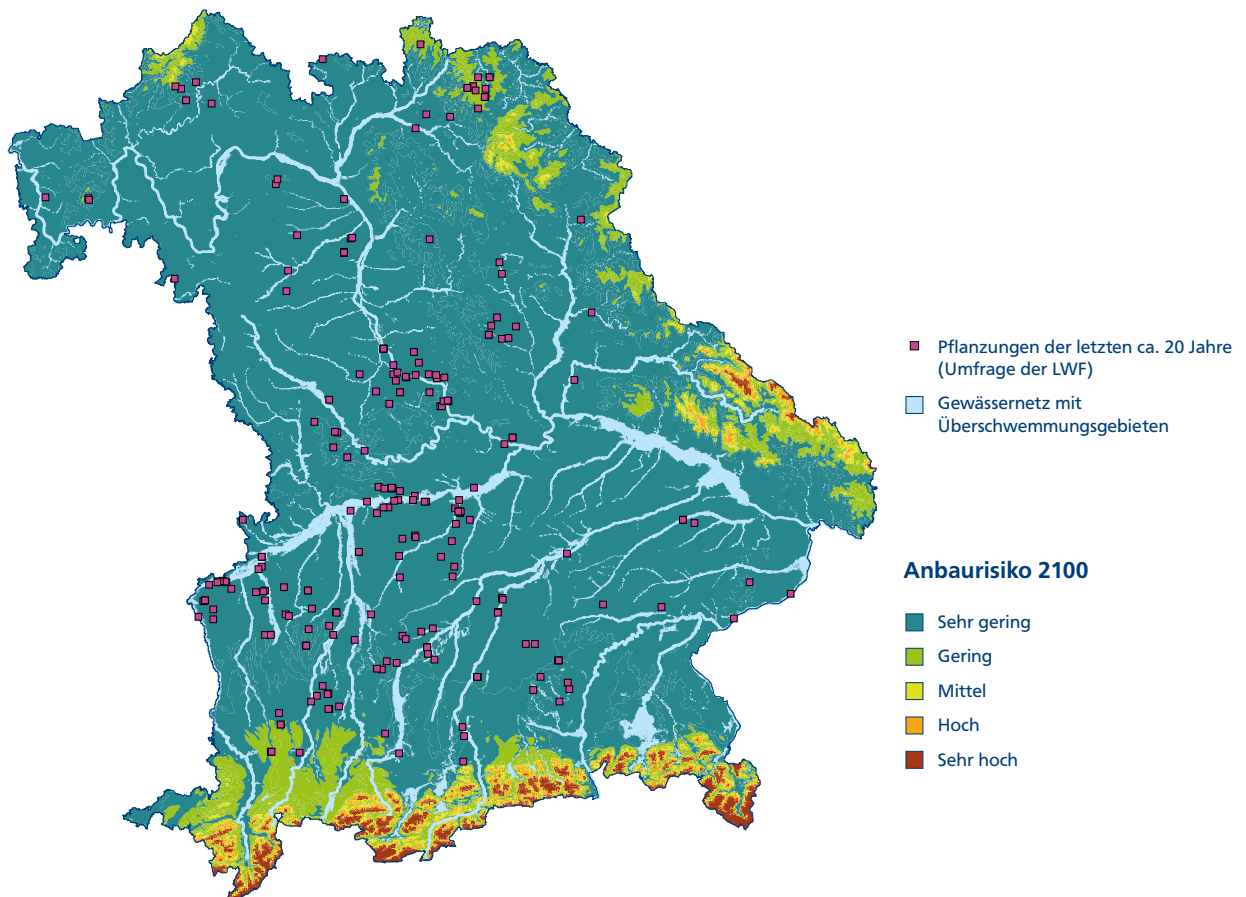 Pflanzungen der letzten ca. 20 Jahre
(Umfrage der LWF)
Gewässernetz mit
Überschwemmungsgebieten
Anbaurisiko 2100
Sehr gering
Gering
Mittel
Hoch
Sehr hoch